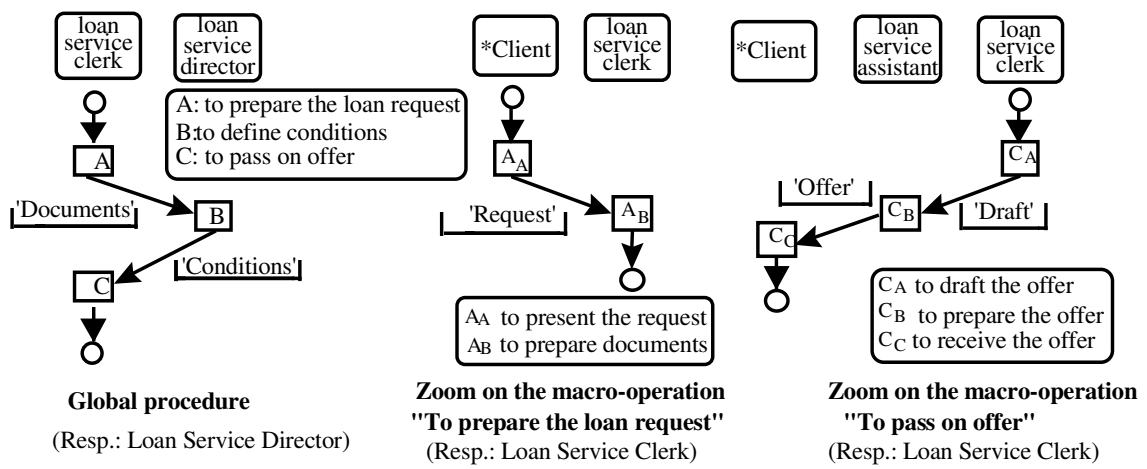 loan
service
clerk
loan
service
director
A: to prepare the loan request
B:to define conditions
C: to pass on offer
A
'Documents'
B
'Conditions'
C
Global procedure
(Resp.: Loan Service Director)
*Client
loan
service
clerk
AA
'Request'
AB
AA to present the request
AB to prepare documents
Zoom on the macro-operation
"To prepare the loan request"
(Resp.: Loan Service Clerk)
*Client
loan
service
assistant
loan
service
clerk
CA
'Offer'
CB
'Draft'
CC
CA to draft the offer
CB to prepare the offer
CC to receive the offer
Zoom on the macro-operation
"To pass on offer"
(Resp.: Loan Service Clerk)